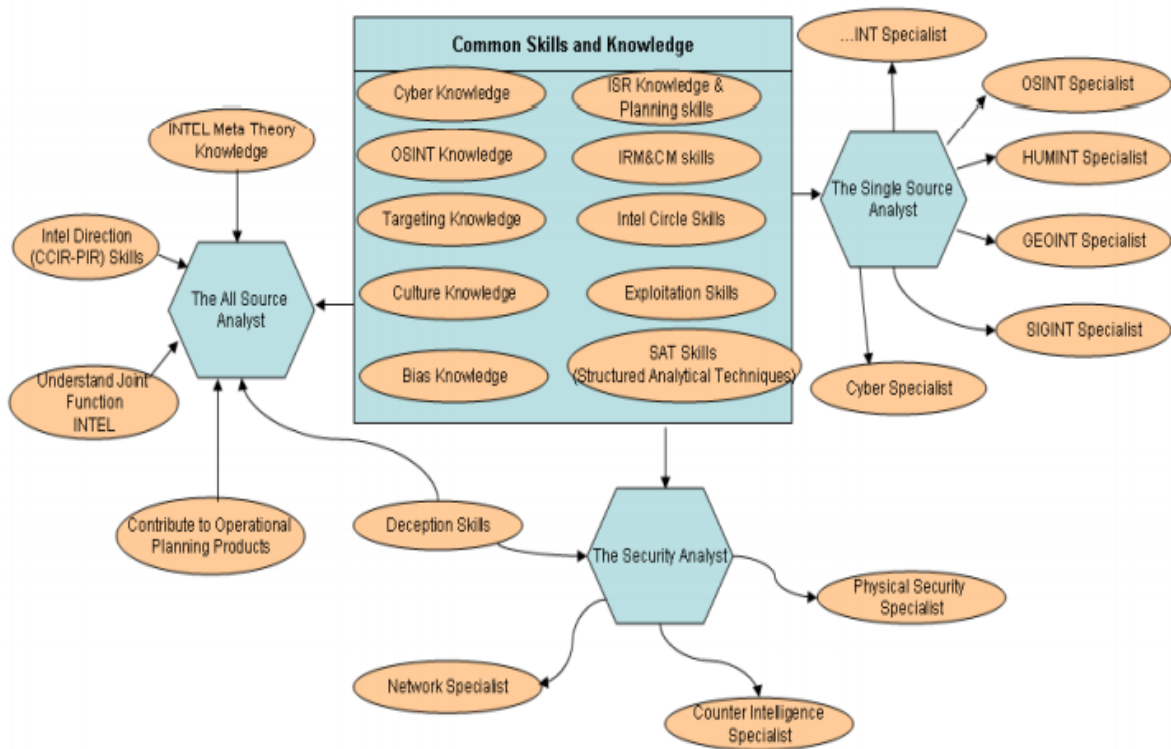 Common Skills and Knowledge
Cyber Knowledge
ISR Knowledge &
Planning skills
OSINT Knowledge
IRM&CM skills
Targeting Knowledge
Intel Circle Skills
Culture Knowledge
Exploitation Skills
Bias Knowledge
SAT Skills
(Structured Analytical Techniques)
INTEL Meta Theory
Knowledge
Intel Direction
(CCIR-PIR) Skills
The All Source
Analyst
Understand Joint
Function
INTEL
Contribute to Operational
Planning Products
Deception Skills
...INT Specialist
OSINT Specialist
HUMINT Specialist
The Single Source
Analyst
GEOINT Specialist
SIGINT Specialist
Cyber Specialist
The Security Analyst
Physical Security
Specialist
Network Specialist
Counter Intelligence
Specialist